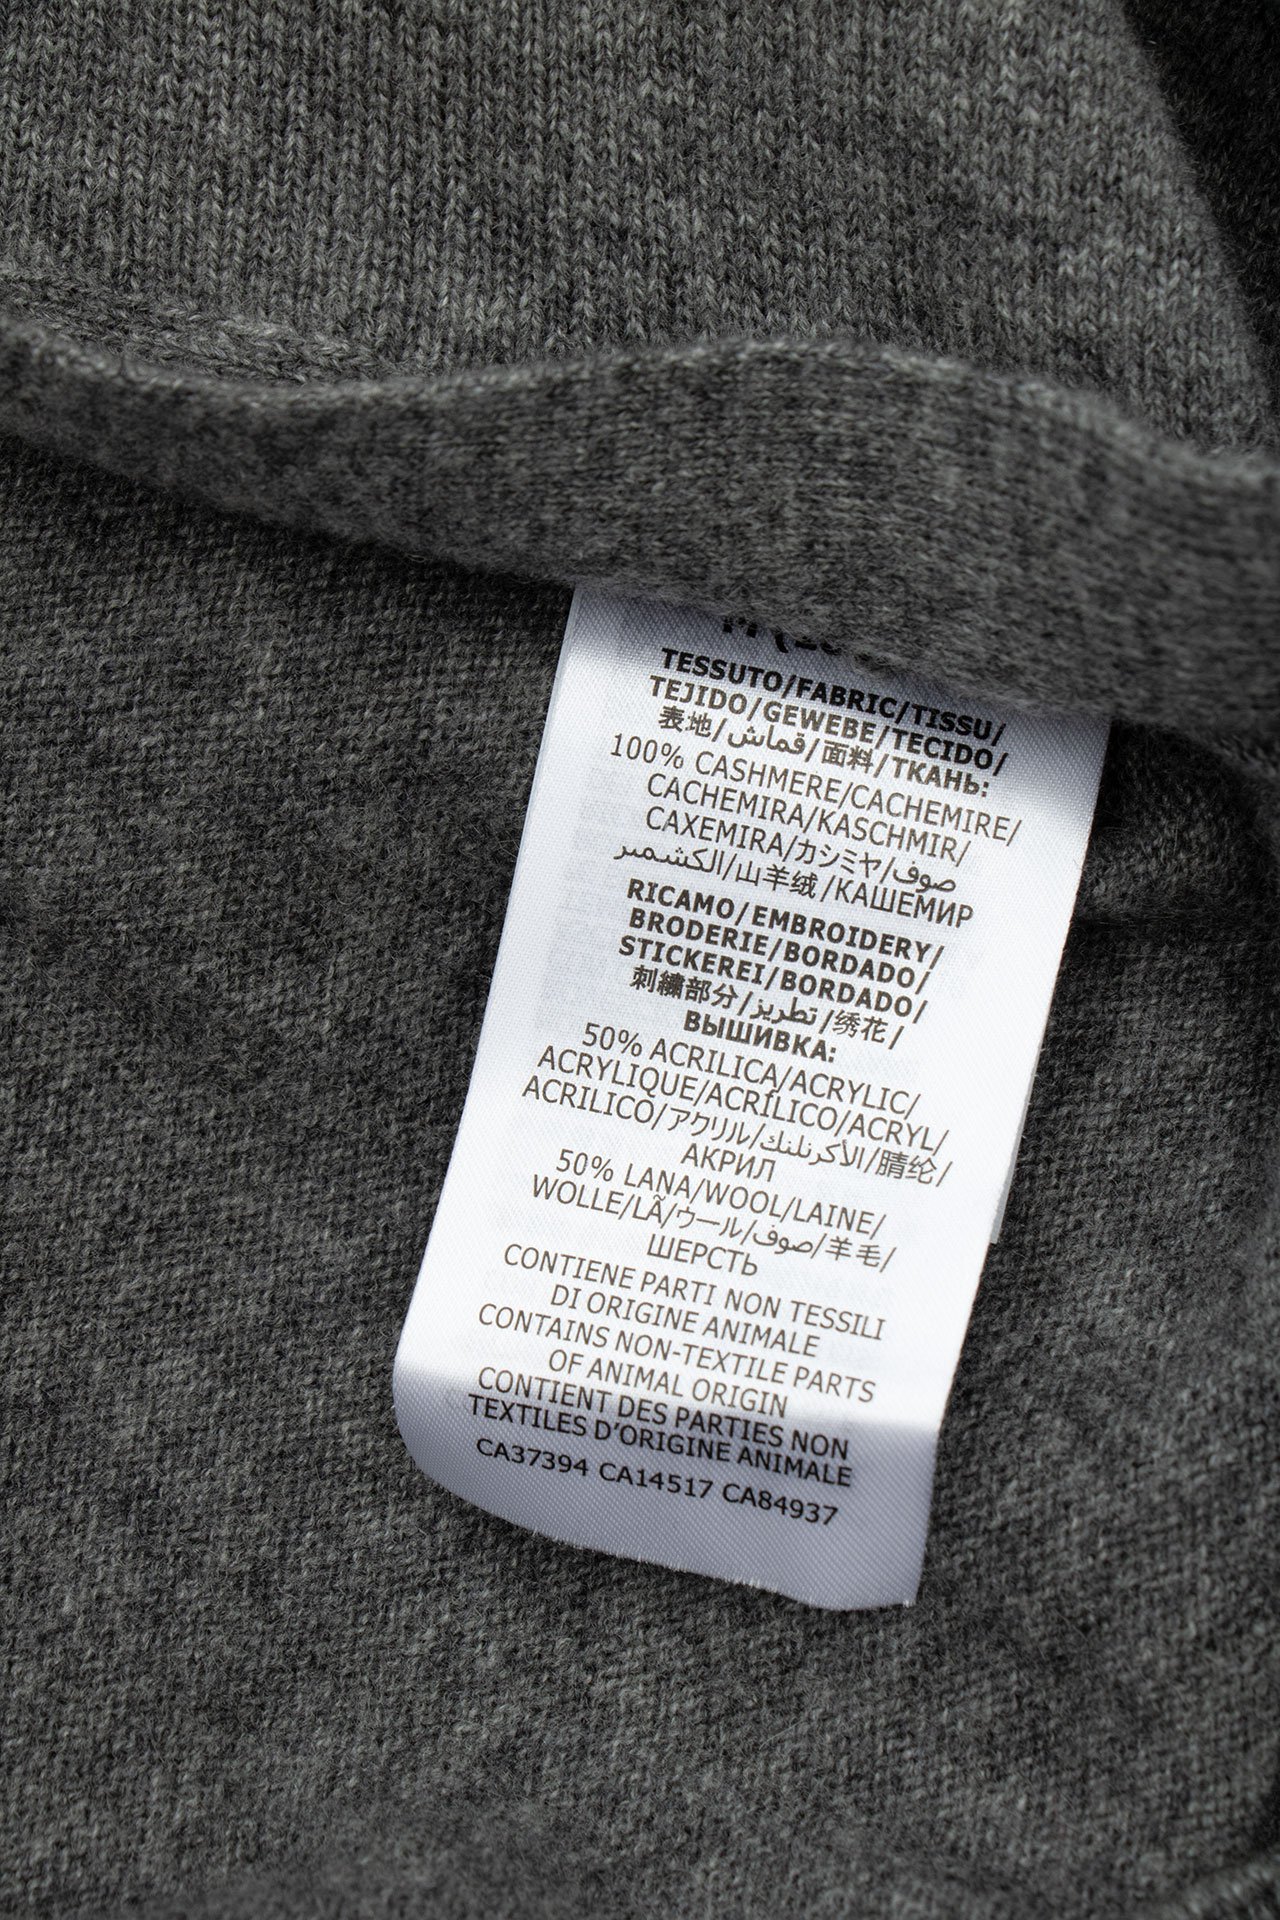 TESSUTO/FABRIC/TISSU/
TEJIDO/GEWEBE/TECIDO/
表地/قماش/面料/ТКАНЬ:
100% CASHMERE/CACHEMIRE/
CACHEMIRA/KASCHMIR/
CAXEMIRA/カシミヤ/صوف
الكشمير/山羊绒/КАШЕМИР
RICAMO/EMBROIDERY/
BRODERIE/BORDADO/
STICKEREI/BORDADO/
刺繍部分/تطريز/绣花/
ВЫШИВКА:
50% ACRILICA/ACRYLIC/
ACRYLIQUE/ACRÍLICO/ACRYL/
ACRILICO/アクリル/الأكرنلنك/腈纶/
АКРИЛ
50% LANA/WOOL/LAINE/
WOLLE/LÃ/ウール/صوف/羊毛/
ШЕРСТЬ
CONTIENE PARTI NON TESSILI
DI ORIGINE ANIMALE
CONTAINS NON-TEXTILE PARTS
OF ANIMAL ORIGIN
CONTIENT DES PARTIES NON
TEXTILES D'ORIGINE ANIMALE
CA37394 CA14517 CA84937